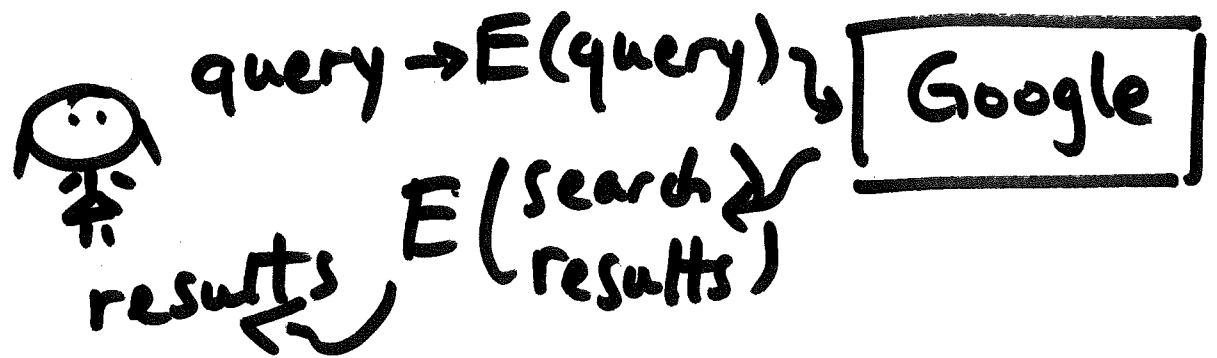 query → E(query)
Google
E(search
results)
results